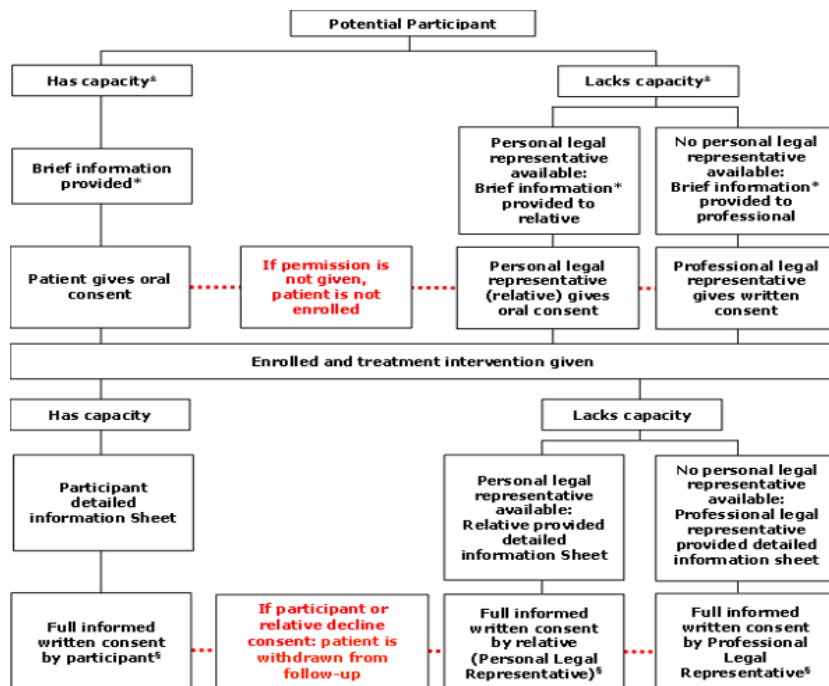 Potential Participant
Has capacity±
Lacks capacity±
Brief information
provided*
Personal legal
representative
available:
Brief information*
provided to
relative
No personal legal
representative
available:
Brief information*
provided to
professional
Patient gives oral
consent
If permission is
not given,
patient is not
enrolled
Personal legal
representative
(relative) gives
oral consent
Professional legal
representative
gives written
consent
Enrolled and treatment intervention given
Has capacity
Lacks capacity
Participant
detailed
information Sheet
Personal legal
representative
available:
Relative provided
detailed
information Sheet
No personal legal
representative
available:
Professional legal
representative
provided detailed
information sheet
Full informed
written consent
by participant§
If participant or
relative decline
consent: patient is
withdrawn from
follow-up
Full informed
written consent
by relative
(Personal Legal
Representative)§
Full informed
written consent
by Professional
Legal
Representative§